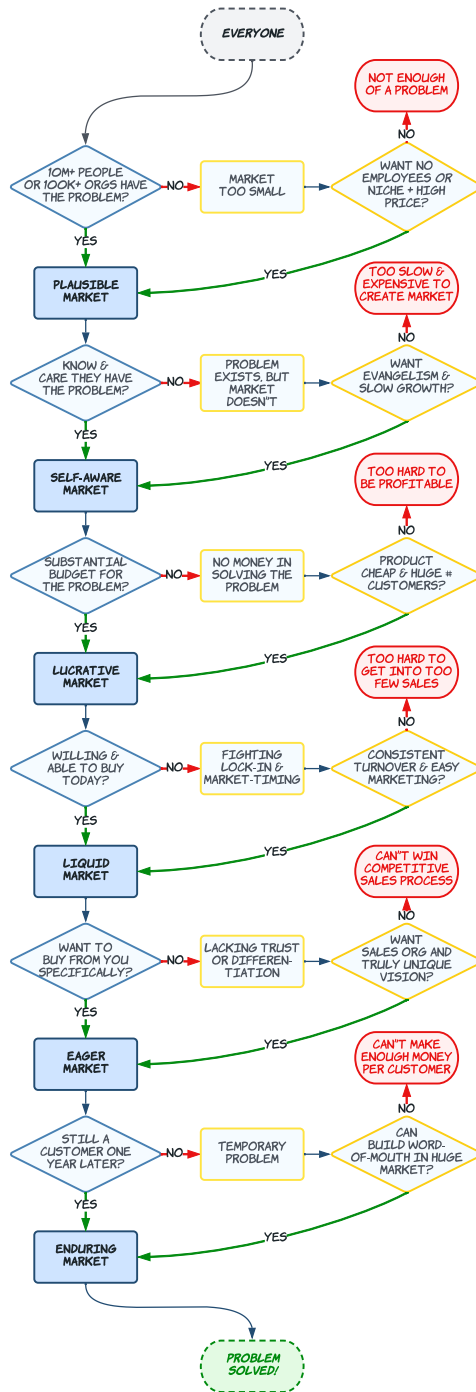 EVERYONE
NOT ENOUGH
OF A PROBLEM
NO
10M+ PEOPLE
OR 100K+ ORGS HAVE
THE PROBLEM?
NO
MARKET
TOO SMALL
WANT NO
EMPLOYEES OR
NICHE + HIGH
PRICE?
YES
YES
PLAUSIBLE
MARKET
TOO SLOW &
EXPENSIVE TO
CREATE MARKET
NO
KNOW &
CARE THEY HAVE
THE PROBLEM?
NO
PROBLEM
EXISTS, BUT
MARKET
DOESN"T
WANT
EVANGELISM &
SLOW GROWTH?
YES
YES
SELF-AWARE
MARKET
TOO HARD TO
BE PROFITABLE
NO
SUBSTANTIAL
BUDGET FOR
THE PROBLEM?
NO
NO MONEY IN
SOLVING THE
PROBLEM
PRODUCT
CHEAP & HUGE #
CUSTOMERS?
YES
YES
LUCRATIVE
MARKET
TOO HARD TO
GET INTO TOO
FEW SALES
NO
WILLING &
ABLE TO BUY
TODAY?
NO
FIGHTING
LOCK-IN &
MARKET-TIMING
CONSISTENT
TURNOVER & EASY
MARKETING?
YES
YES
LIQUID
MARKET
CAN"T WIN
COMPETITIVE
SALES PROCESS
NO
WANT TO
BUY FROM YOU
SPECIFICALLY?
NO
LACKING TRUST
OR DIFFEREN-
TIATION
WANT
SALES ORG AND
TRULY UNIQUE
VISION?
YES
YES
EAGER
MARKET
CAN"T MAKE
ENOUGH MONEY
PER CUSTOMER
NO
STILL A
CUSTOMER ONE
YEAR LATER?
NO
TEMPORARY
PROBLEM
CAN
BUILD WORD-
OF-MOUTH IN HUGE
MARKET?
YES
YES
ENDURING
MARKET
PROBLEM
SOLVED!